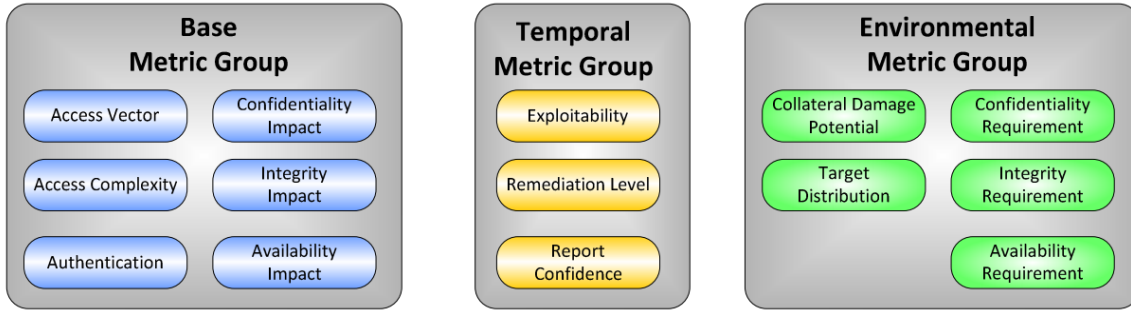 Base
Metric Group
Access Vector
Confidentiality
Impact
Access Complexity
Integrity
Impact
Authentication
Availability
Impact
Temporal
Metric Group
Exploitability
Remediation Level
Report
Confidence
Environmental
Metric Group
Collateral Damage
Potential
Confidentiality
Requirement
Target
Distribution
Integrity
Requirement
Availability
Requirement